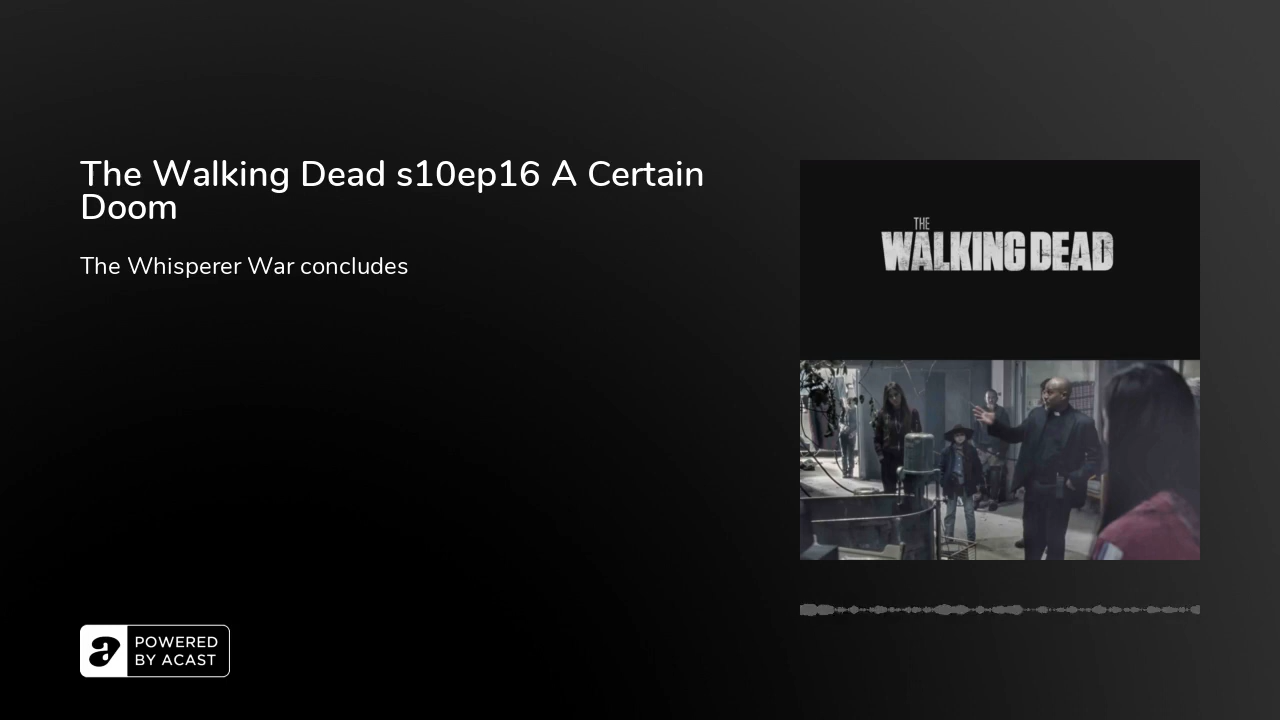 The Walking Dead s10ep16 A Certain
Doom
The Whisperer War concludes
THE
WALKING DEAD
POWERED
BY ACAST